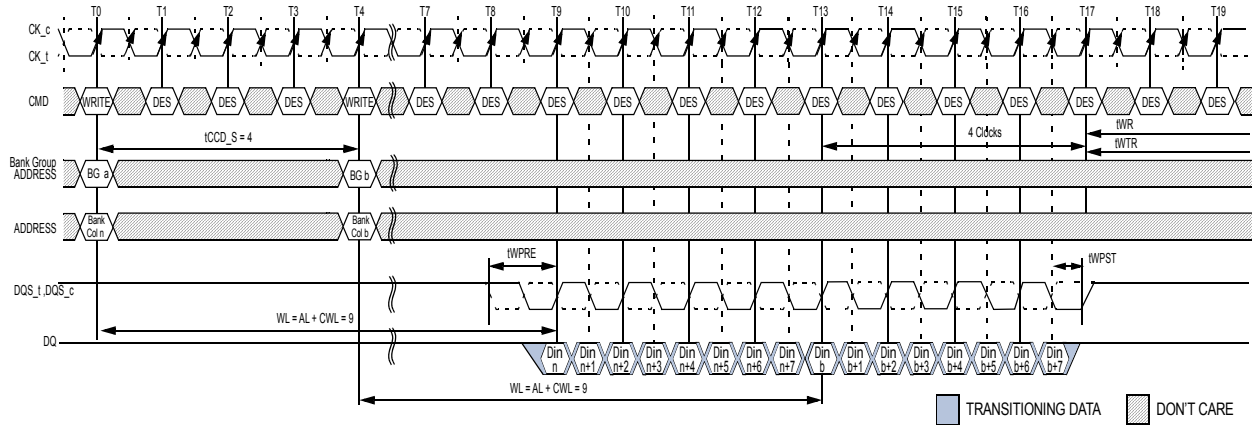 T0 T1 T2 T3 T4 T7 T8 T9 T10 T11 T12 T13 T14 T15 T16 T17 T18 T19
CK_c
CK_t
CMD WRITE DES DES DES WRITE DES DES DES DES DES DES DES DES DES DES DES DES DES
tCCD_S = 4
4 Clocks
tWR
tWTR
Bank Group
ADDRESS
BG a
BG b
ADDRESS
Bank
Col n
Bank
Col b
tWPRE
tWPST
DQS_t ,DQS_c
WL = AL + CWL = 9
DQ
Din n Din n+1 Din n+2 Din n+3 Din n+4 Din n+5 Din n+6 Din n+7 Din b Din b+1 Din b+2 Din b+3 Din b+4 Din b+5 Din b+6 Din b+7
WL = AL + CWL = 9
TRANSITIONING DATA
DON'T CARE